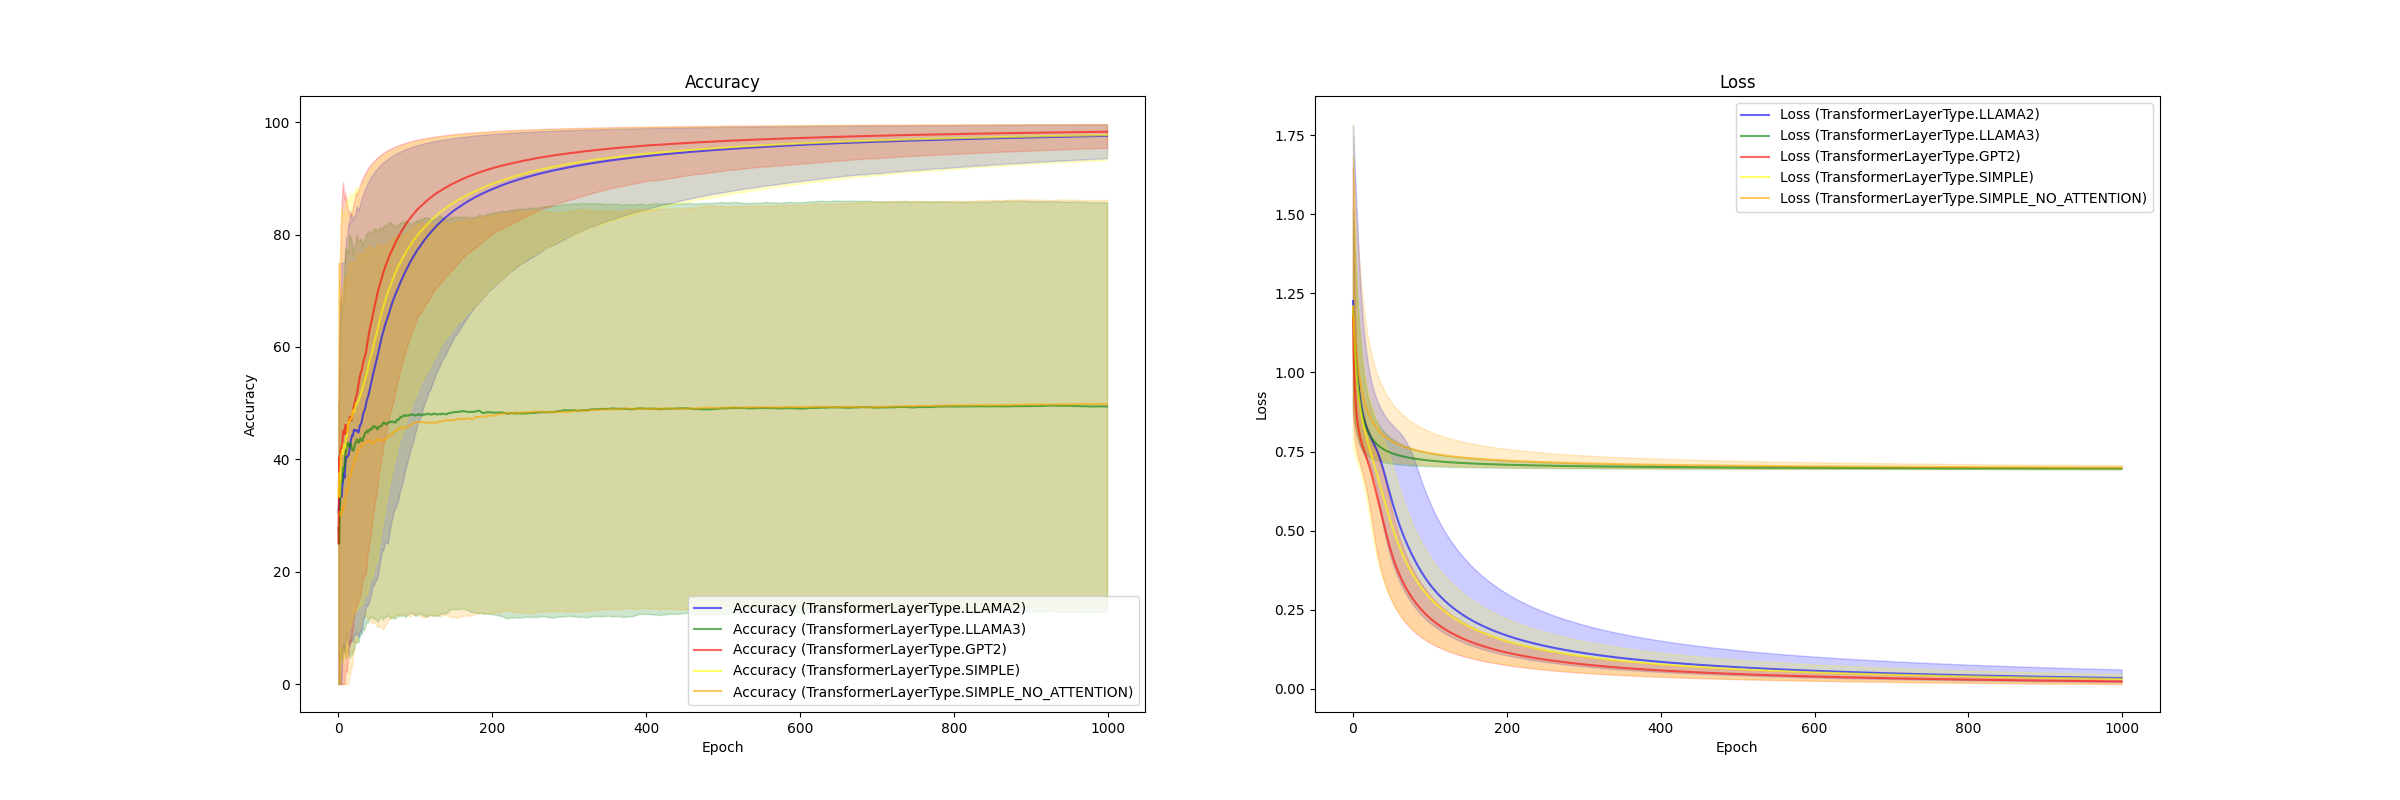 Accuracy
100
80
60
40
20
0
Accuracy
0 200 400 600 800 1000
Epoch
Accuracy (TransformerLayerType.LLAMA2)
Accuracy (TransformerLayerType.LLAMA3)
Accuracy (TransformerLayerType.GPT2)
Accuracy (TransformerLayerType.SIMPLE)
Accuracy (TransformerLayerType.SIMPLE_NO_ATTENTION)
Loss
1.75
1.50
1.25
1.00
0.75
0.50
0.25
0.00
Loss
0 200 400 600 800 1000
Epoch
Loss (TransformerLayerType.LLAMA2)
Loss (TransformerLayerType.LLAMA3)
Loss (TransformerLayerType.GPT2)
Loss (TransformerLayerType.SIMPLE)
Loss (TransformerLayerType.SIMPLE_NO_ATTENTION)